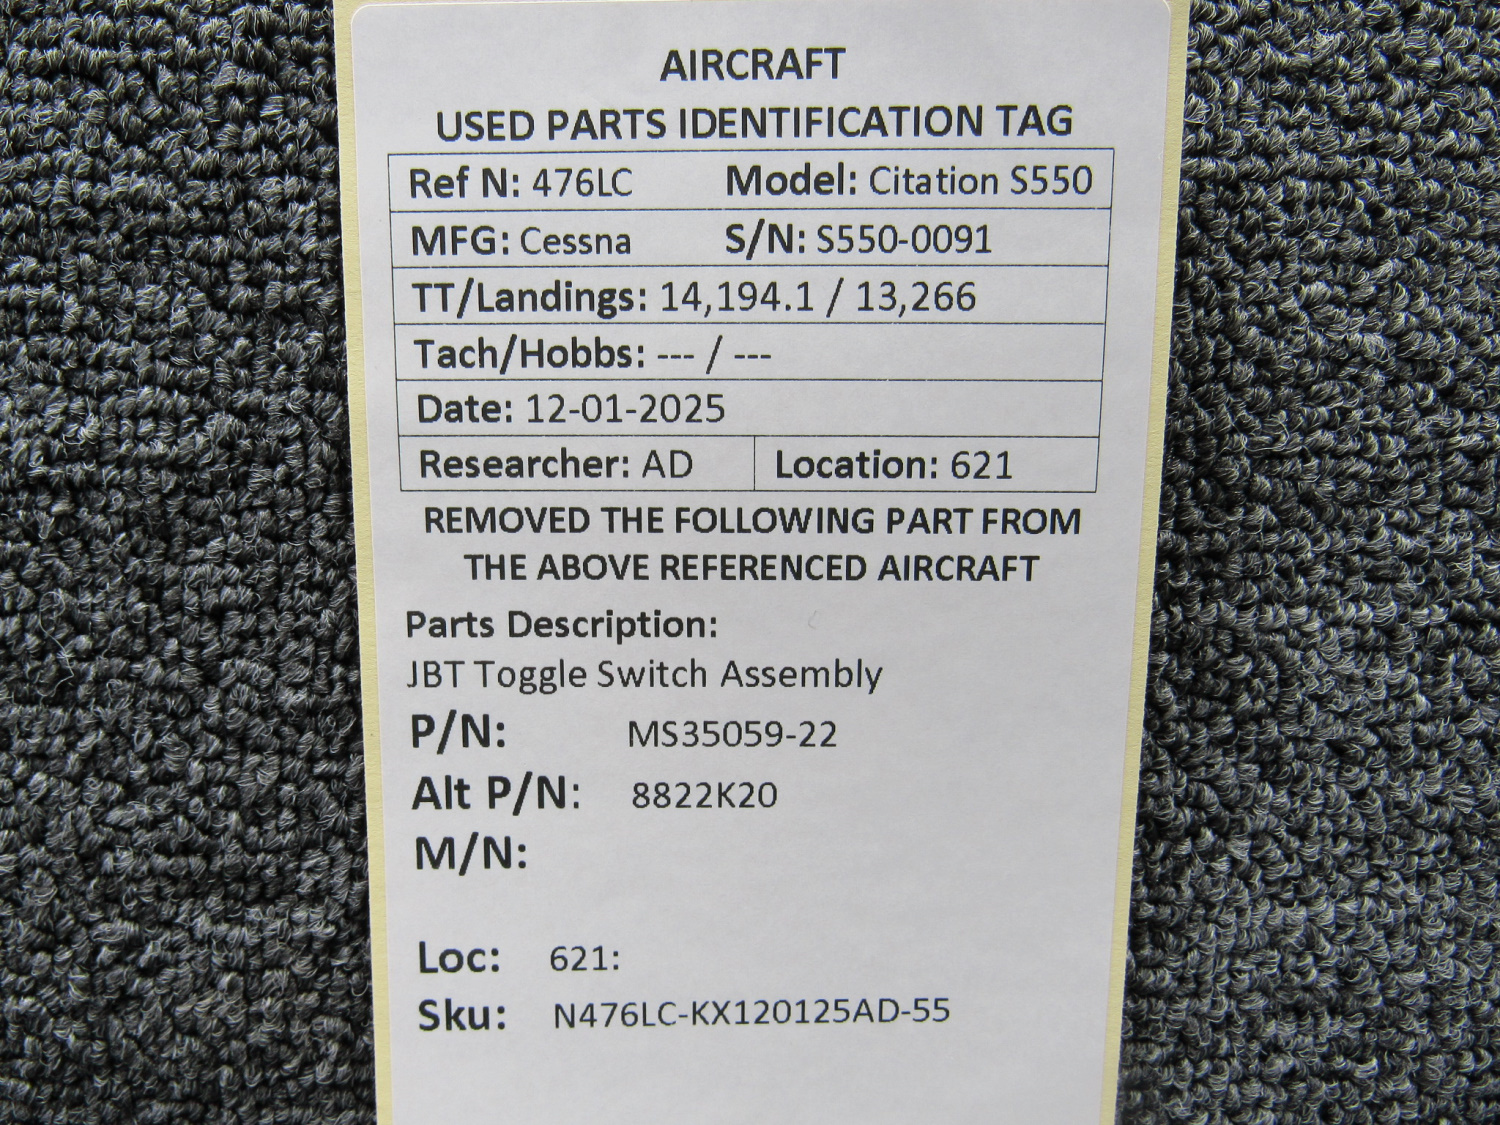 AIRCRAFT
USED PARTS IDENTIFICATION TAG
Ref N: 476LC Model: Citation S550
MFG: Cessna S/N: S550-0091
TT/Landings: 14,194.1 / 13,266
Tach/Hobbs: --- / ---
Date: 12-01-2025
Researcher: AD Location: 621
REMOVED THE FOLLOWING PART FROM
THE ABOVE REFERENCED AIRCRAFT
Parts Description:
JBT Toggle Switch Assembly
P/N: MS35059-22
Alt P/N: 8822K20
M/N:
Loc: 621:
Sku: N476LC-KX120125AD-55